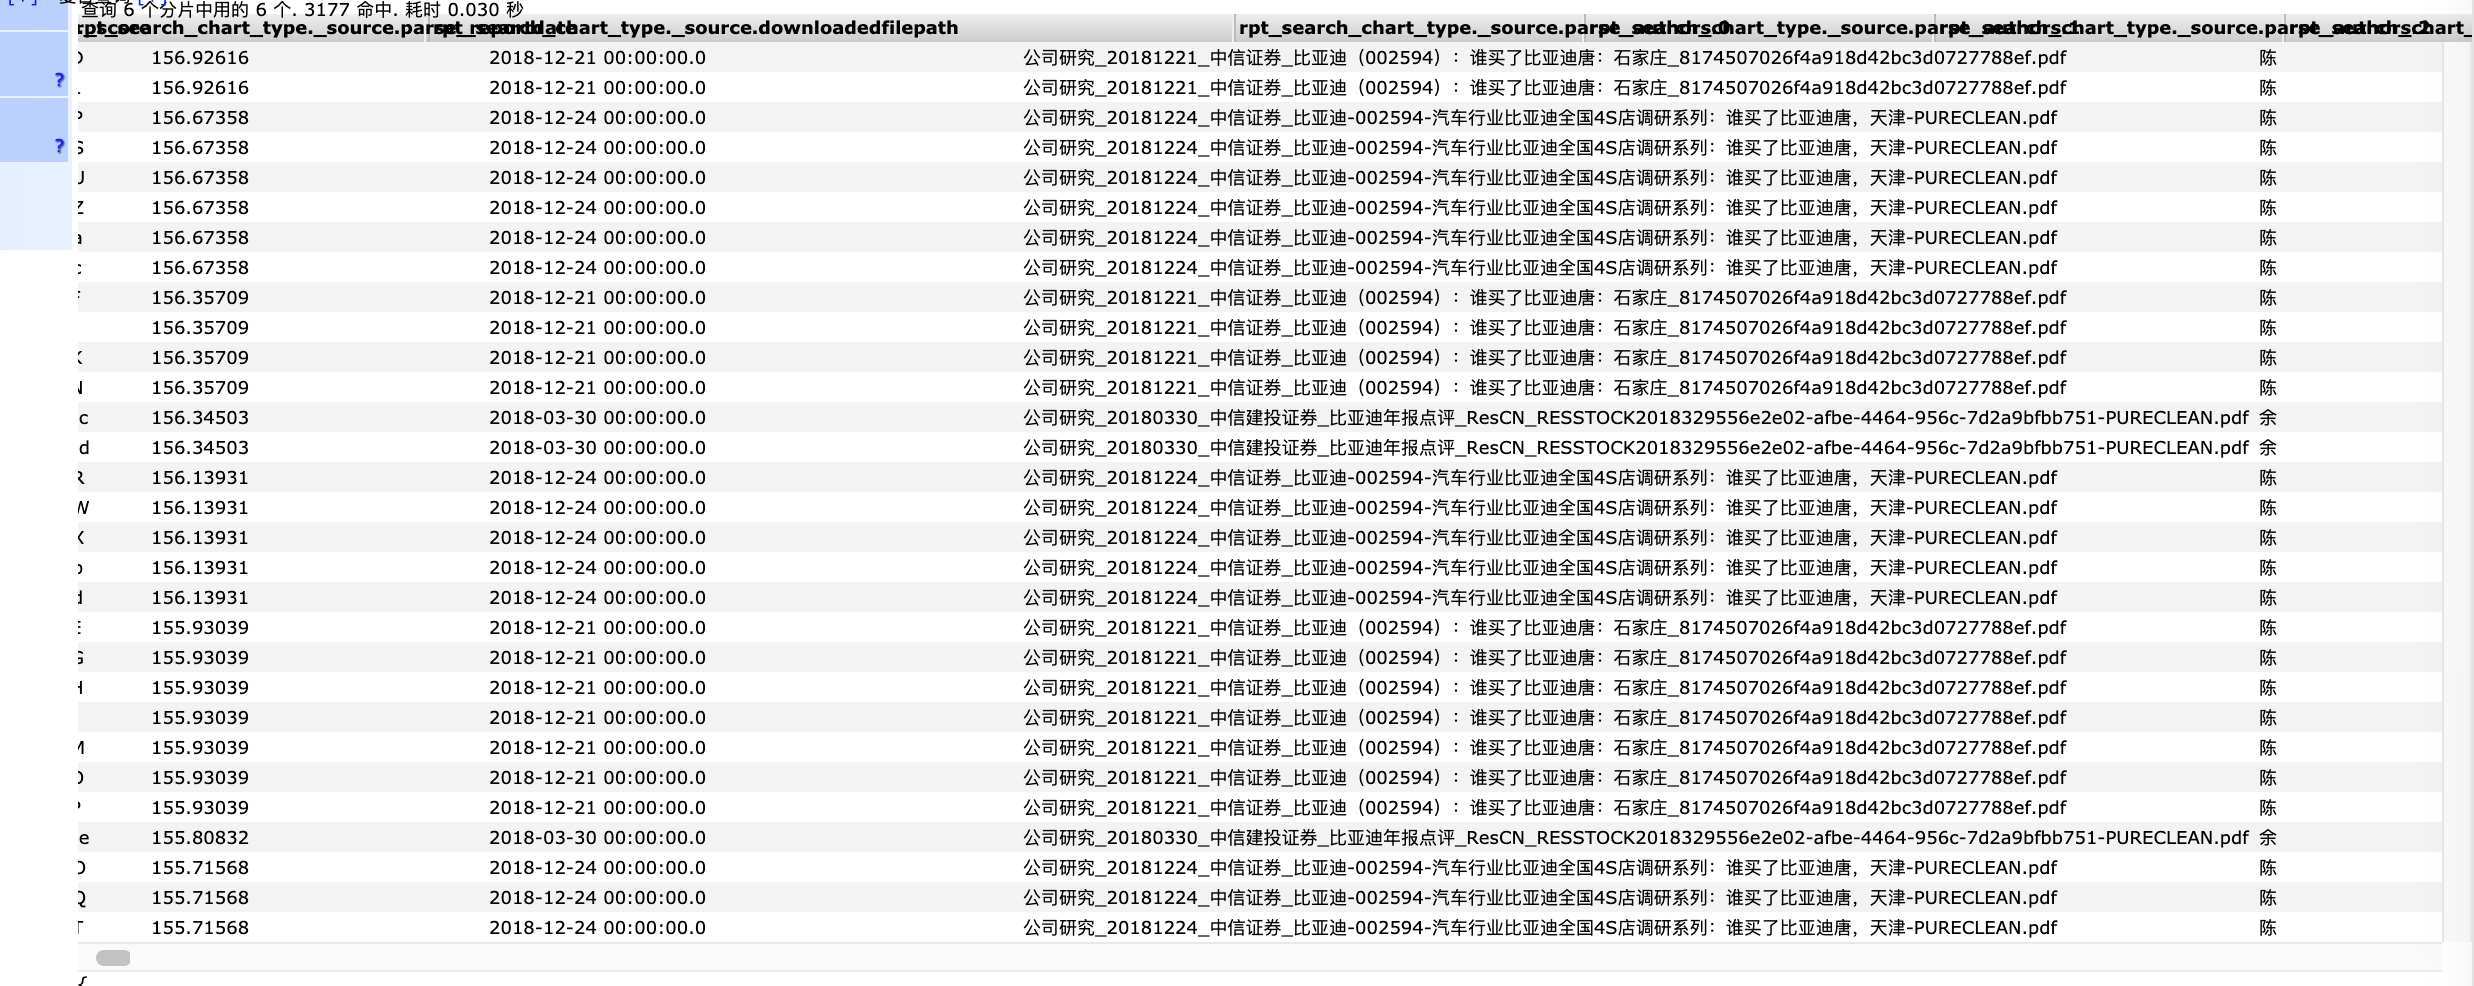 查询 6 个分片中用的 6 个. 3177 命中. 耗时 0.030 秒
rpt_search_chart_type._source.downloadedfilepath
?
?
156.92616 2018-12-21 00:00:00.0 公司研究_20181221_中信证券_比亚迪（002594）：谁买了比亚迪唐：石家庄_8174507026f4a918d42bc3d0727788ef.pdf 陈
156.92616 2018-12-21 00:00:00.0 公司研究_20181221_中信证券_比亚迪（002594）：谁买了比亚迪唐：石家庄_8174507026f4a918d42bc3d0727788ef.pdf 陈
156.67358 2018-12-24 00:00:00.0 公司研究_20181224_中信证券_比亚迪-002594-汽车行业比亚迪全国4S店调研系列：谁买了比亚迪唐，天津-PURECLEAN.pdf 陈
156.67358 2018-12-24 00:00:00.0 公司研究_20181224_中信证券_比亚迪-002594-汽车行业比亚迪全国4S店调研系列：谁买了比亚迪唐，天津-PURECLEAN.pdf 陈
156.67358 2018-12-24 00:00:00.0 公司研究_20181224_中信证券_比亚迪-002594-汽车行业比亚迪全国4S店调研系列：谁买了比亚迪唐，天津-PURECLEAN.pdf 陈
Z 156.67358 2018-12-24 00:00:00.0 公司研究_20181224_中信证券_比亚迪-002594-汽车行业比亚迪全国4S店调研系列：谁买了比亚迪唐，天津-PURECLEAN.pdf 陈
156.67358 2018-12-24 00:00:00.0 公司研究_20181224_中信证券_比亚迪-002594-汽车行业比亚迪全国4S店调研系列：谁买了比亚迪唐，天津-PURECLEAN.pdf 陈
156.67358 2018-12-24 00:00:00.0 公司研究_20181224_中信证券_比亚迪-002594-汽车行业比亚迪全国4S店调研系列：谁买了比亚迪唐，天津-PURECLEAN.pdf 陈
156.35709 2018-12-21 00:00:00.0 公司研究_20181221_中信证券_比亚迪（002594）：谁买了比亚迪唐：石家庄_8174507026f4a918d42bc3d0727788ef.pdf 陈
156.35709 2018-12-21 00:00:00.0 公司研究_20181221_中信证券_比亚迪（002594）：谁买了比亚迪唐：石家庄_8174507026f4a918d42bc3d0727788ef.pdf 陈
156.35709 2018-12-21 00:00:00.0 公司研究_20181221_中信证券_比亚迪（002594）：谁买了比亚迪唐：石家庄_8174507026f4a918d42bc3d0727788ef.pdf 陈
156.35709 2018-12-21 00:00:00.0 公司研究_20181221_中信证券_比亚迪（002594）：谁买了比亚迪唐：石家庄_8174507026f4a918d42bc3d0727788ef.pdf 陈
c 156.34503 2018-03-30 00:00:00.0 公司研究_20180330_中信建投证券_比亚迪年报点评_ResCN_RESSTOCK2018329556e2e02-afbe-4464-956c-7d2a9bfbb751-PURECLEAN.pdf 余
d 156.34503 2018-03-30 00:00:00.0 公司研究_20180330_中信建投证券_比亚迪年报点评_ResCN_RESSTOCK2018329556e2e02-afbe-4464-956c-7d2a9bfbb751-PURECLEAN.pdf 余
156.13931 2018-12-24 00:00:00.0 公司研究_20181224_中信证券_比亚迪-002594-汽车行业比亚迪全国4S店调研系列：谁买了比亚迪唐，天津-PURECLEAN.pdf 陈
156.13931 2018-12-24 00:00:00.0 公司研究_20181224_中信证券_比亚迪-002594-汽车行业比亚迪全国4S店调研系列：谁买了比亚迪唐，天津-PURECLEAN.pdf 陈
156.13931 2018-12-24 00:00:00.0 公司研究_20181224_中信证券_比亚迪-002594-汽车行业比亚迪全国4S店调研系列：谁买了比亚迪唐，天津-PURECLEAN.pdf 陈
156.13931 2018-12-24 00:00:00.0 公司研究_20181224_中信证券_比亚迪-002594-汽车行业比亚迪全国4S店调研系列：谁买了比亚迪唐，天津-PURECLEAN.pdf 陈
156.13931 2018-12-24 00:00:00.0 公司研究_20181224_中信证券_比亚迪-002594-汽车行业比亚迪全国4S店调研系列：谁买了比亚迪唐，天津-PURECLEAN.pdf 陈
155.93039 2018-12-21 00:00:00.0 公司研究_20181221_中信证券_比亚迪（002594）：谁买了比亚迪唐：石家庄_8174507026f4a918d42bc3d0727788ef.pdf 陈
155.93039 2018-12-21 00:00:00.0 公司研究_20181221_中信证券_比亚迪（002594）：谁买了比亚迪唐：石家庄_8174507026f4a918d42bc3d0727788ef.pdf 陈
155.93039 2018-12-21 00:00:00.0 公司研究_20181221_中信证券_比亚迪（002594）：谁买了比亚迪唐：石家庄_8174507026f4a918d42bc3d0727788ef.pdf 陈
155.93039 2018-12-21 00:00:00.0 公司研究_20181221_中信证券_比亚迪（002594）：谁买了比亚迪唐：石家庄_8174507026f4a918d42bc3d0727788ef.pdf 陈
155.93039 2018-12-21 00:00:00.0 公司研究_20181221_中信证券_比亚迪（002594）：谁买了比亚迪唐：石家庄_8174507026f4a918d42bc3d0727788ef.pdf 陈
155.93039 2018-12-21 00:00:00.0 公司研究_20181221_中信证券_比亚迪（002594）：谁买了比亚迪唐：石家庄_8174507026f4a918d42bc3d0727788ef.pdf 陈
155.93039 2018-12-21 00:00:00.0 公司研究_20181221_中信证券_比亚迪（002594）：谁买了比亚迪唐：石家庄_8174507026f4a918d42bc3d0727788ef.pdf 陈
e 155.80832 2018-03-30 00:00:00.0 公司研究_20180330_中信建投证券_比亚迪年报点评_ResCN_RESSTOCK2018329556e2e02-afbe-4464-956c-7d2a9bfbb751-PURECLEAN.pdf 余
155.71568 2018-12-24 00:00:00.0 公司研究_20181224_中信证券_比亚迪-002594-汽车行业比亚迪全国4S店调研系列：谁买了比亚迪唐，天津-PURECLEAN.pdf 陈
Q 155.71568 2018-12-24 00:00:00.0 公司研究_20181224_中信证券_比亚迪-002594-汽车行业比亚迪全国4S店调研系列：谁买了比亚迪唐，天津-PURECLEAN.pdf 陈
155.71568 2018-12-24 00:00:00.0 公司研究_20181224_中信证券_比亚迪-002594-汽车行业比亚迪全国4S店调研系列：谁买了比亚迪唐，天津-PURECLEAN.pdf 陈
{